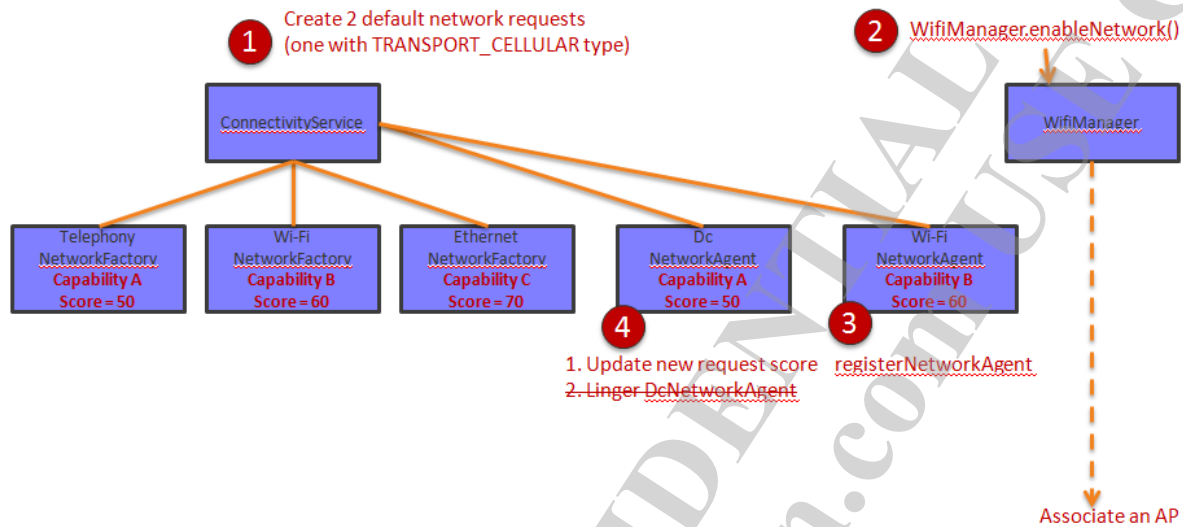 1
Create 2 default network requests
(one with TRANSPORT_CELLULAR type)
2
WifiManager.enableNetwork()
ConnectivityService
WifiManager
Telephony
NetworkFactory
Capability A
Score = 50
Wi-Fi
NetworkFactory
Capability B
Score = 60
Ethernet
NetworkFactory
Capability C
Score = 70
Dc
NetworkAgent
Capability A
Score = 50
Wi-Fi
NetworkAgent
Capability B
Score = 60
4
1. Update new request score
2. Linger DcNetworkAgent
3
registerNetworkAgent
Associate an AP